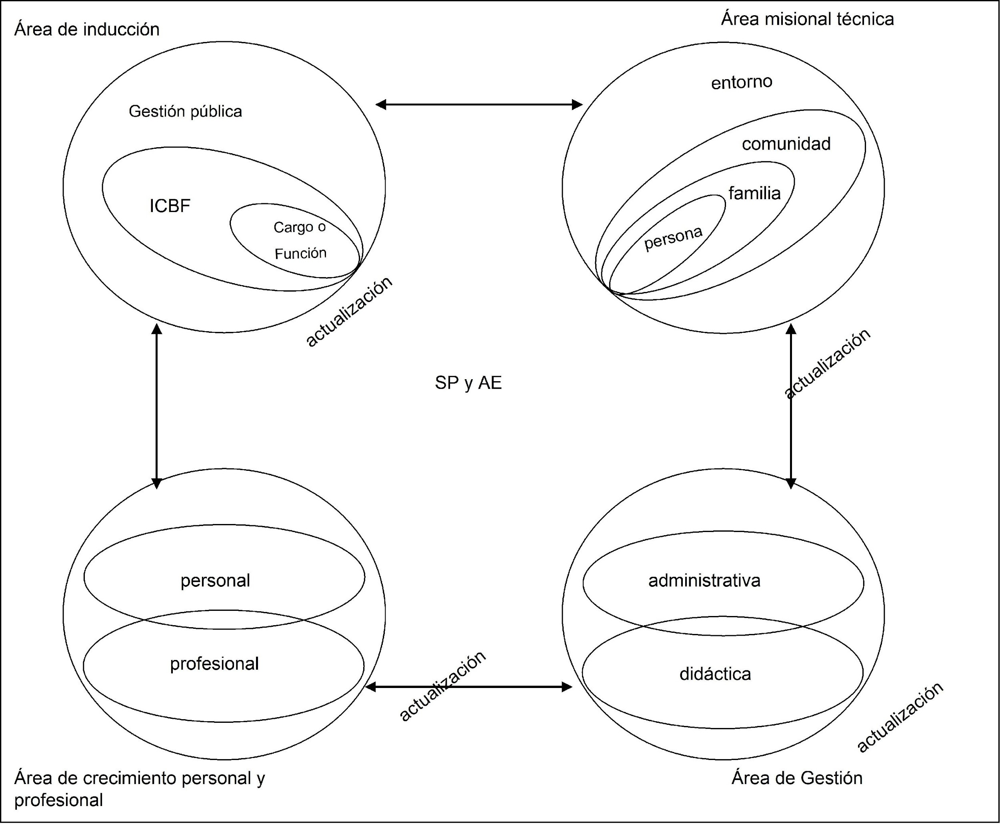 Área de inducción
Área misional técnica
Gestión pública
ICBF
Cargo o
Función
actualización
entorno
comunidad
familia
persona
actualización
SP y AE
personal
profesional
actualización
administrativa
didáctica
actualización
Área de crecimiento personal y
profesional
Área de Gestión